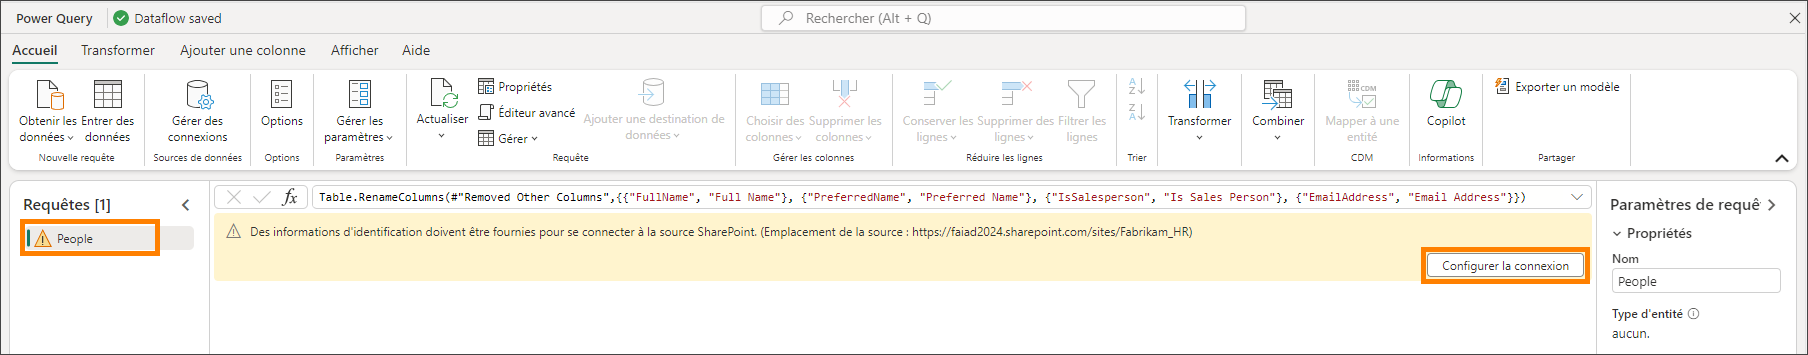 Power Query
Dataflow saved
Rechercher (Alt + Q)
Accueil
Transformer
Ajouter une colonne
Afficher
Aide
Obtenir les
données
Entrer des
données
Nouvelle requête
Gérer des
connexions
Sources de données
Options
Options
Gérer les
paramètres
Paramètres
Actualiser
Propriétés
Éditeur avancé
Gérer
Ajouter une destination de
données
Requête
Choisir des
colonnes
Supprimer les
colonnes
Gérer les colonnes
Conserver les
lignes
Supprimer des
lignes
Filtrer les
lignes
Réduire les lignes
A
Z
Z
A
Trier
Transformer
Combiner
CDM
Mapper à une
entité
CDM
Copilot
Informations
Exporter un modèle
Partager
Requêtes [1]
People
fx
Table.RenameColumns(#"Removed Other Columns",{{"FullName", "Full Name"}, {"PreferredName", "Preferred Name"}, {"IsSalesperson", "Is Sales Person"}, {"EmailAddress", "Email Address"}})
Des informations d'identification doivent être fournies pour se connecter à la source SharePoint. (Emplacement de la source : https://faiad2024.sharepoint.com/sites/Fabrikam_HR)
Configurer la connexion
Paramètres de requê
Propriétés
Nom
People
Type d'entité
aucun.